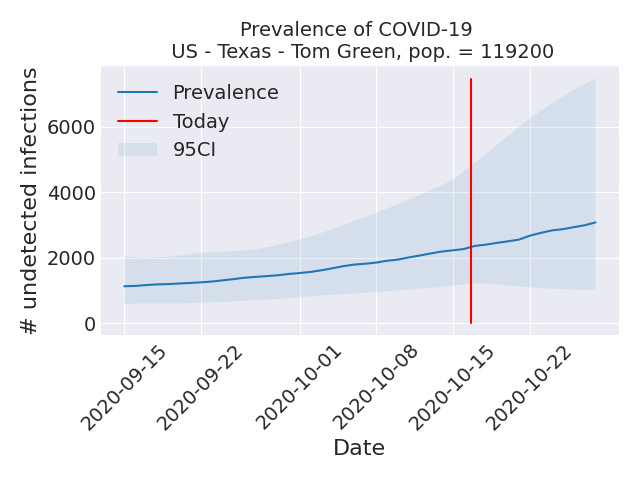 Prevalence of COVID-19
US - Texas - Tom Green, pop. = 119200
Prevalence
Today
95CI
# undetected infections
6000
4000
2000
0
2020-09-15
2020-09-22
2020-10-01
2020-10-08
2020-10-15
2020-10-22
Date